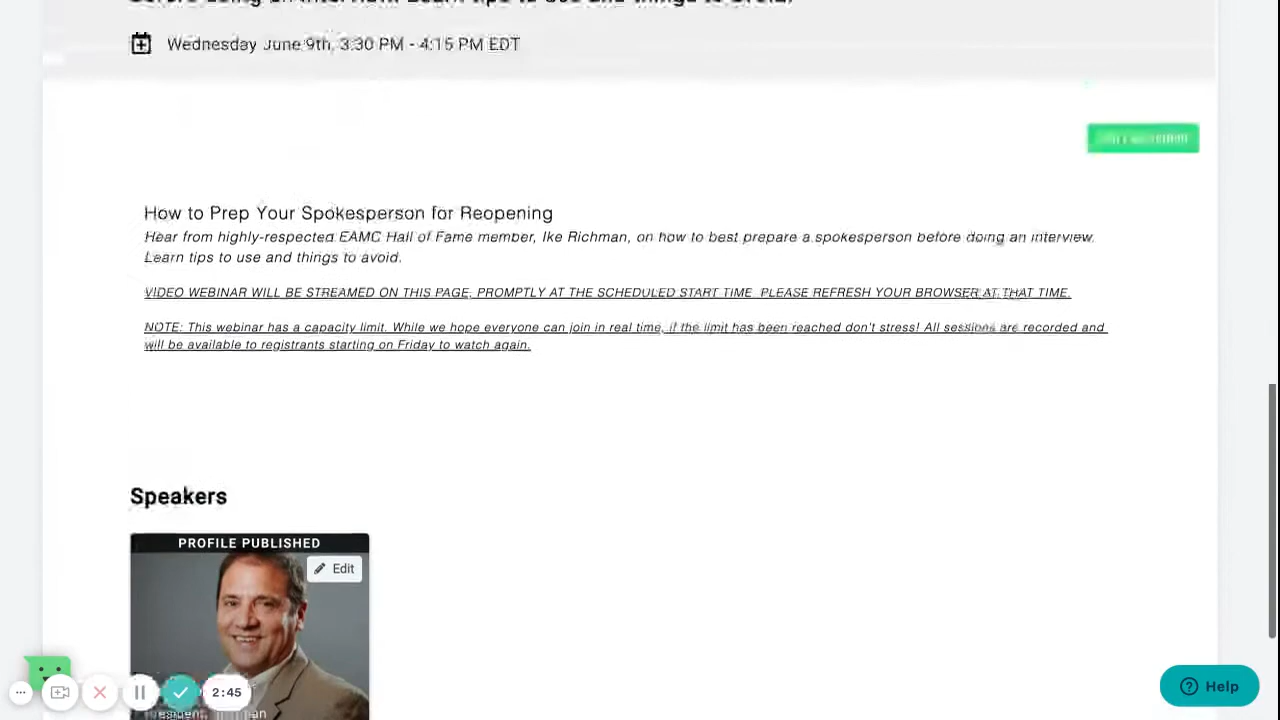 Wednesday June 9th, 3:30 PM - 4:15 PM EDT
How to Prep Your Spokesperson for Reopening
Hear from highly-respected EAMC Hall of Fame member, Ike Richman, on how to best prepare a spokesperson before doing an interview.
Learn tips to use and things to avoid.
VIDEO WEBINAR WILL BE STREAMED ON THIS PAGE, PROMPTLY AT THE SCHEDULED START TIME. PLEASE REFRESH YOUR BROWSER AT THAT TIME.
NOTE: This webinar has a capacity limit. While we hope everyone can join in real time, if the limit has been reached don't stress! All sessions are recorded and
will be available to registrants starting on Friday to watch again.
Speakers
PROFILE PUBLISHED
Edit
President,
2:45
Help